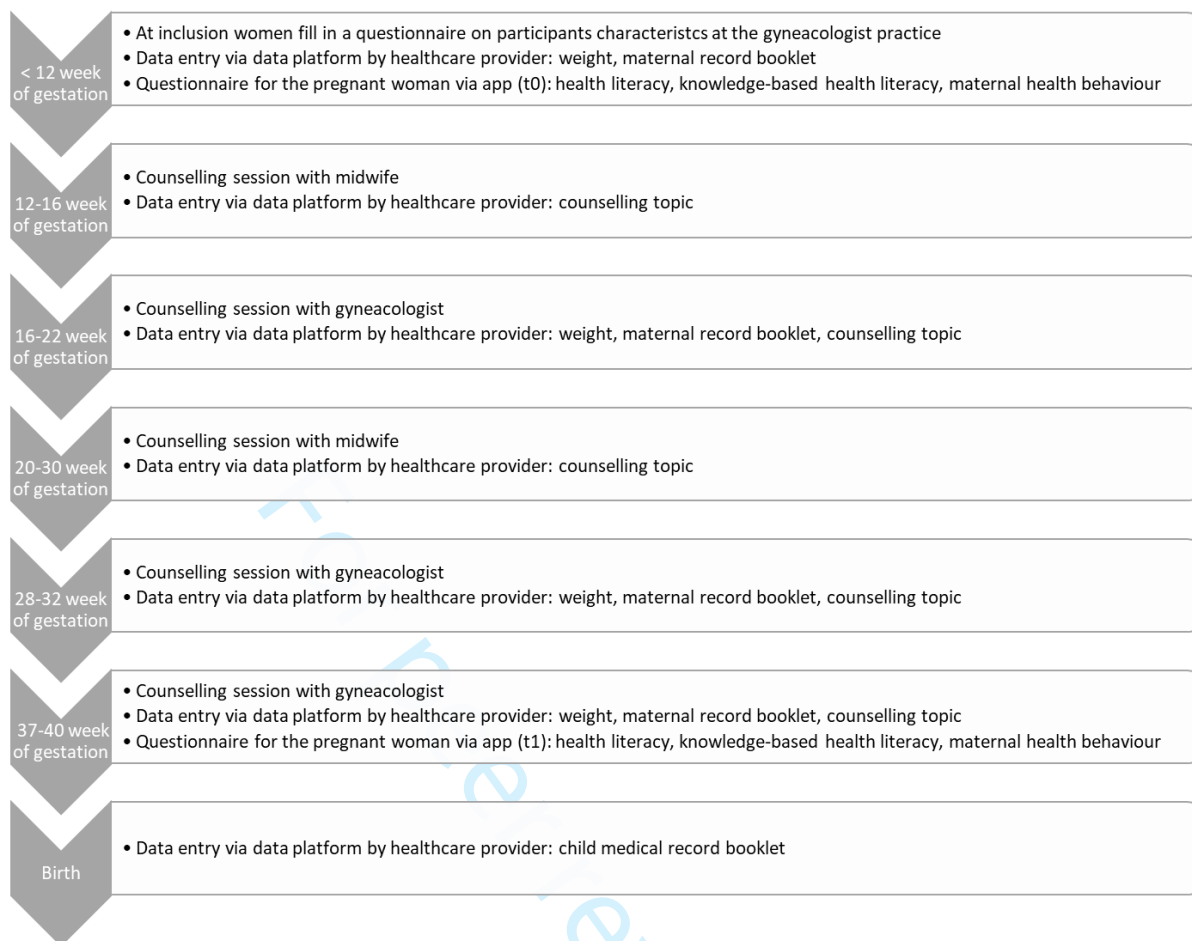 < 12 week
of gestation
• At inclusion women fill in a questionnaire on participants characteristcs at the gyneacologist practice
• Data entry via data platform by healthcare provider: weight, maternal record booklet
• Questionnaire for the pregnant woman via app (t0): health literacy, knowledge-based health literacy, maternal health behaviour
12-16 week
of gestation
• Counselling session with midwife
• Data entry via data platform by healthcare provider: counselling topic
16-22 week
of gestation
• Counselling session with gyneacologist
• Data entry via data platform by healthcare provider: weight, maternal record booklet, counselling topic
20-30 week
of gestation
• Counselling session with midwife
• Data entry via data platform by healthcare provider: counselling topic
28-32 week
of gestation
• Counselling session with gyneacologist
• Data entry via data platform by healthcare provider: weight, maternal record booklet, counselling topic
37-40 week
of gestation
• Counselling session with gyneacologist
• Data entry via data platform by healthcare provider: weight, maternal record booklet, counselling topic
• Questionnaire for the pregnant woman via app (t1): health literacy, knowledge-based health literacy, maternal health behaviour
Birth
• Data entry via data platform by healthcare provider: child medical record booklet